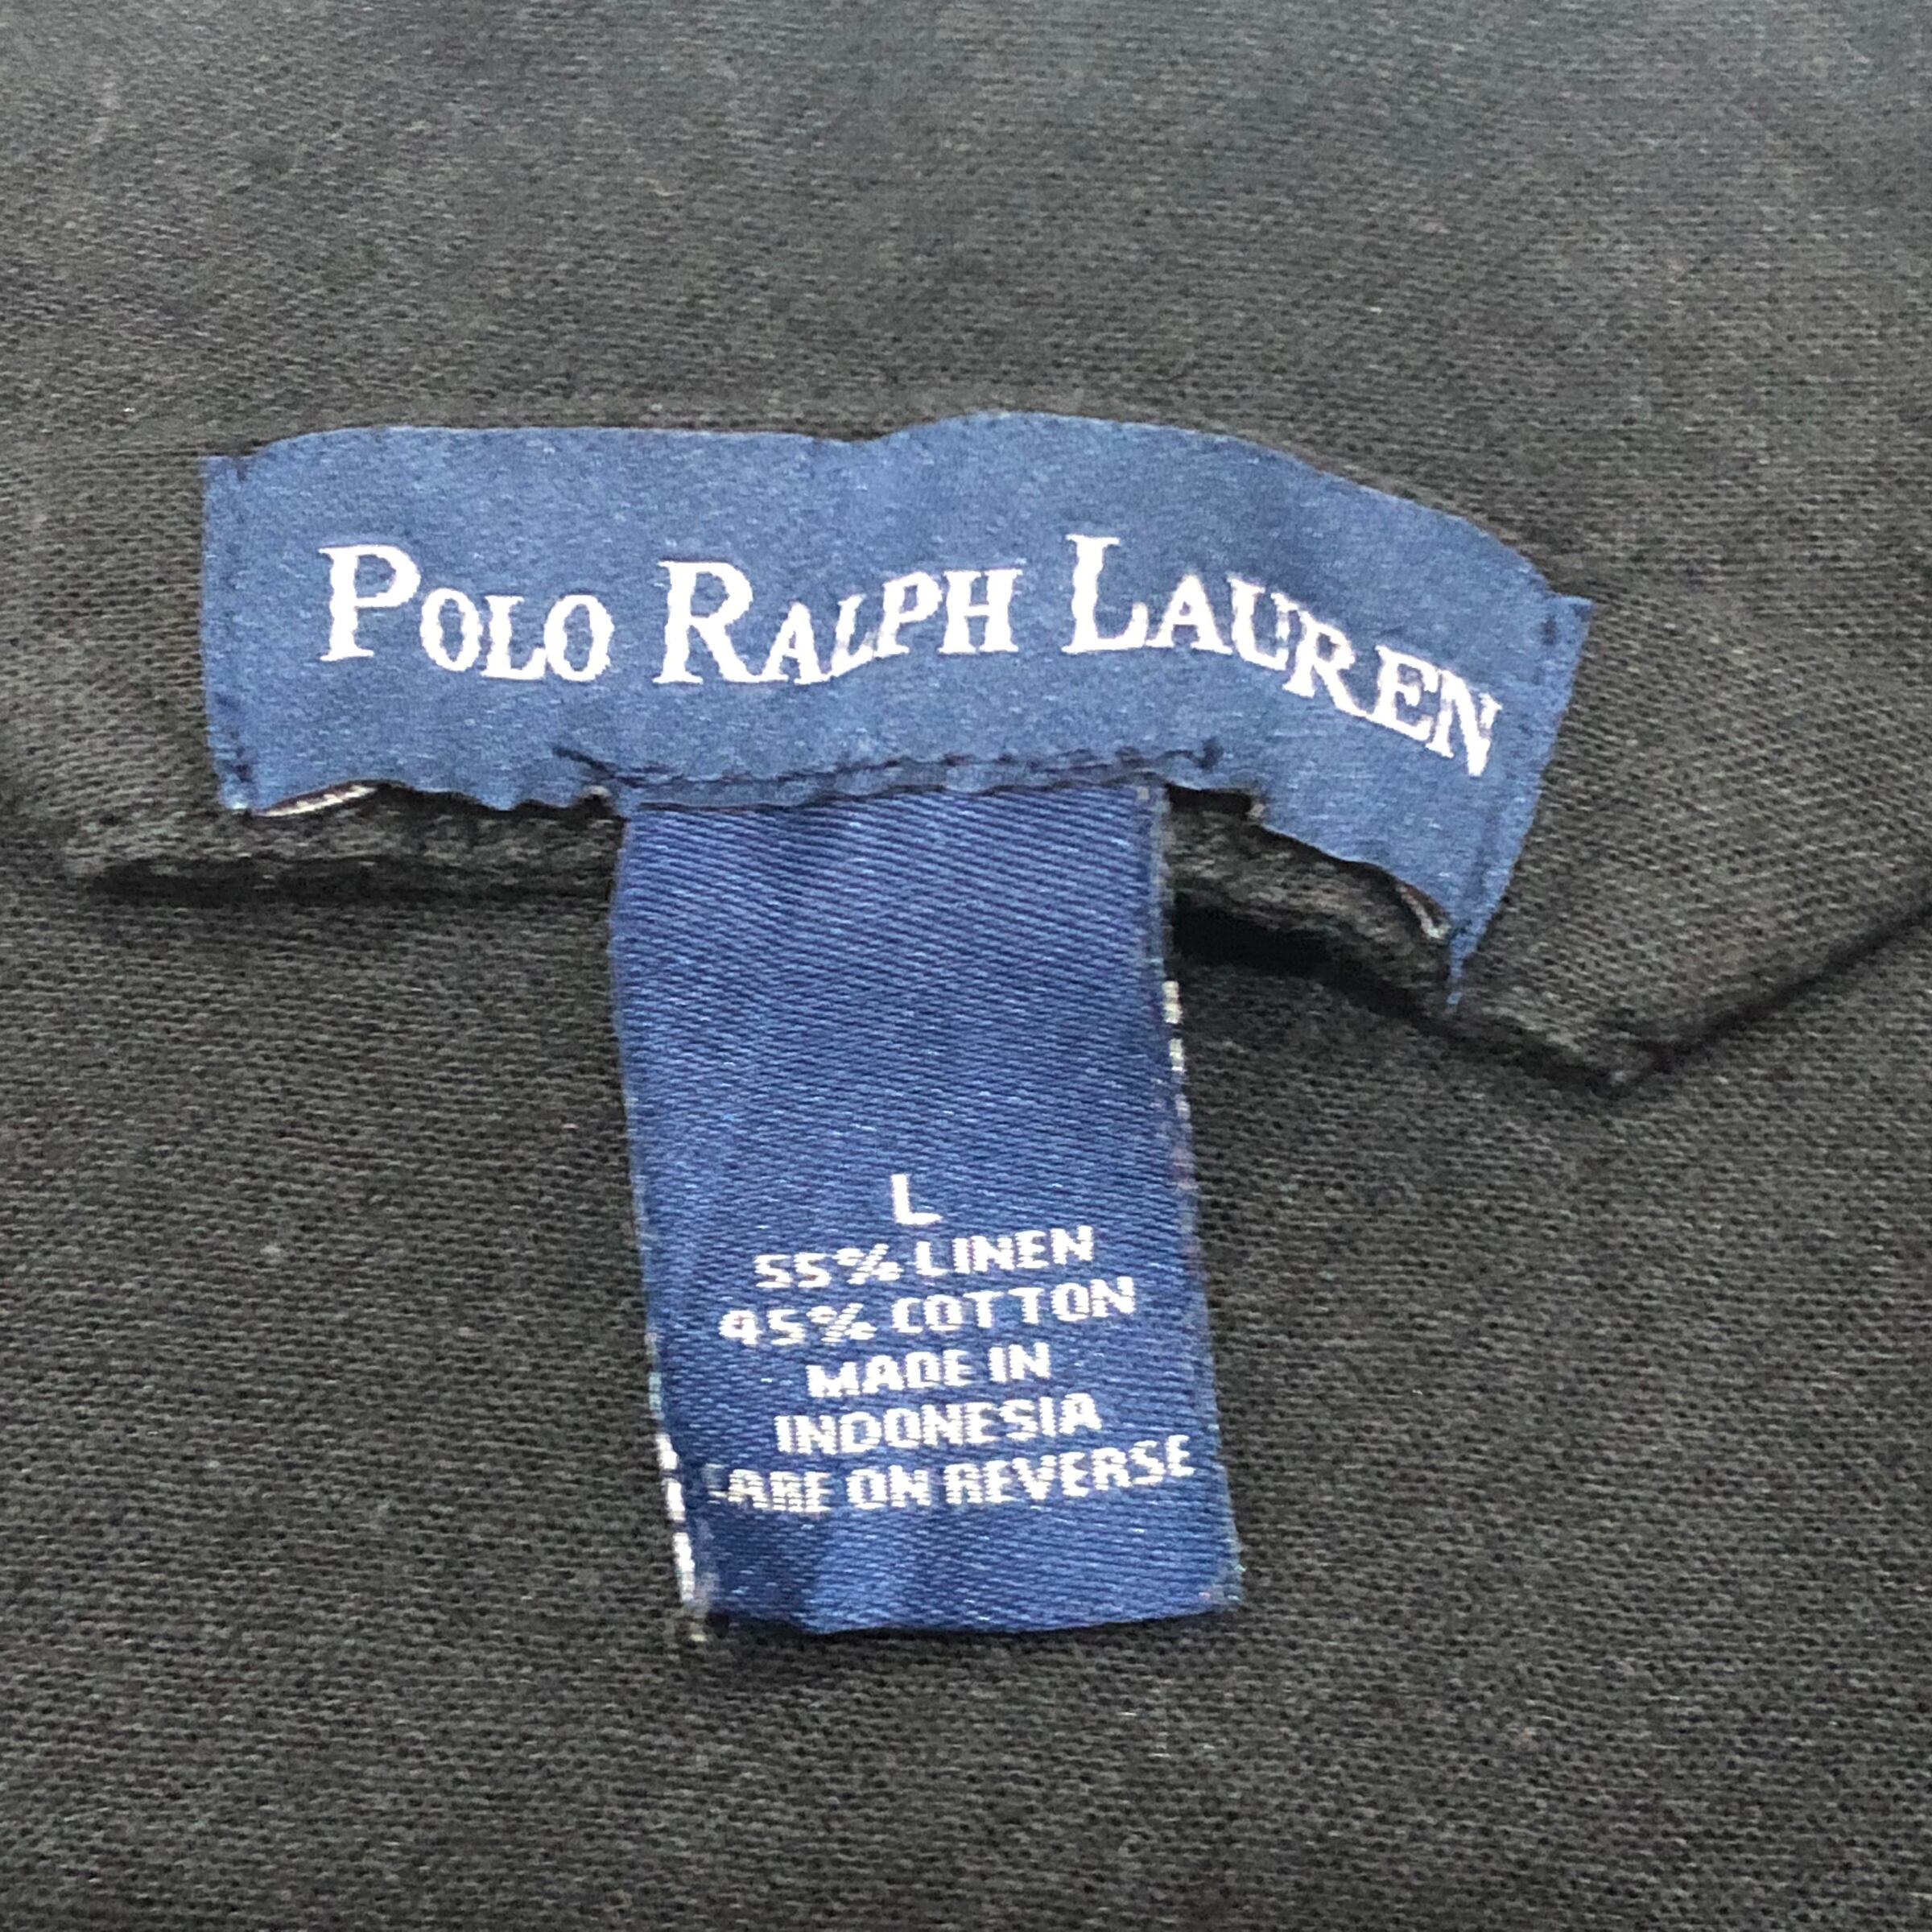 POLO RALPH LAUREN
L
55% LINEN
45% COTTON
MADE IN
INDONESIA
CARE ON REVERSE